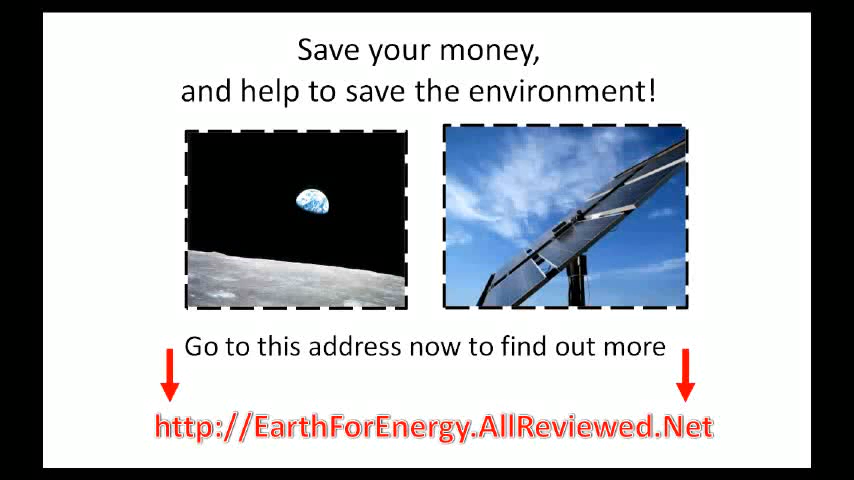 Save your money,
and help to save the environment!
Go to this address now to find out more
http://EarthForEnergy.AllReviewed.Net